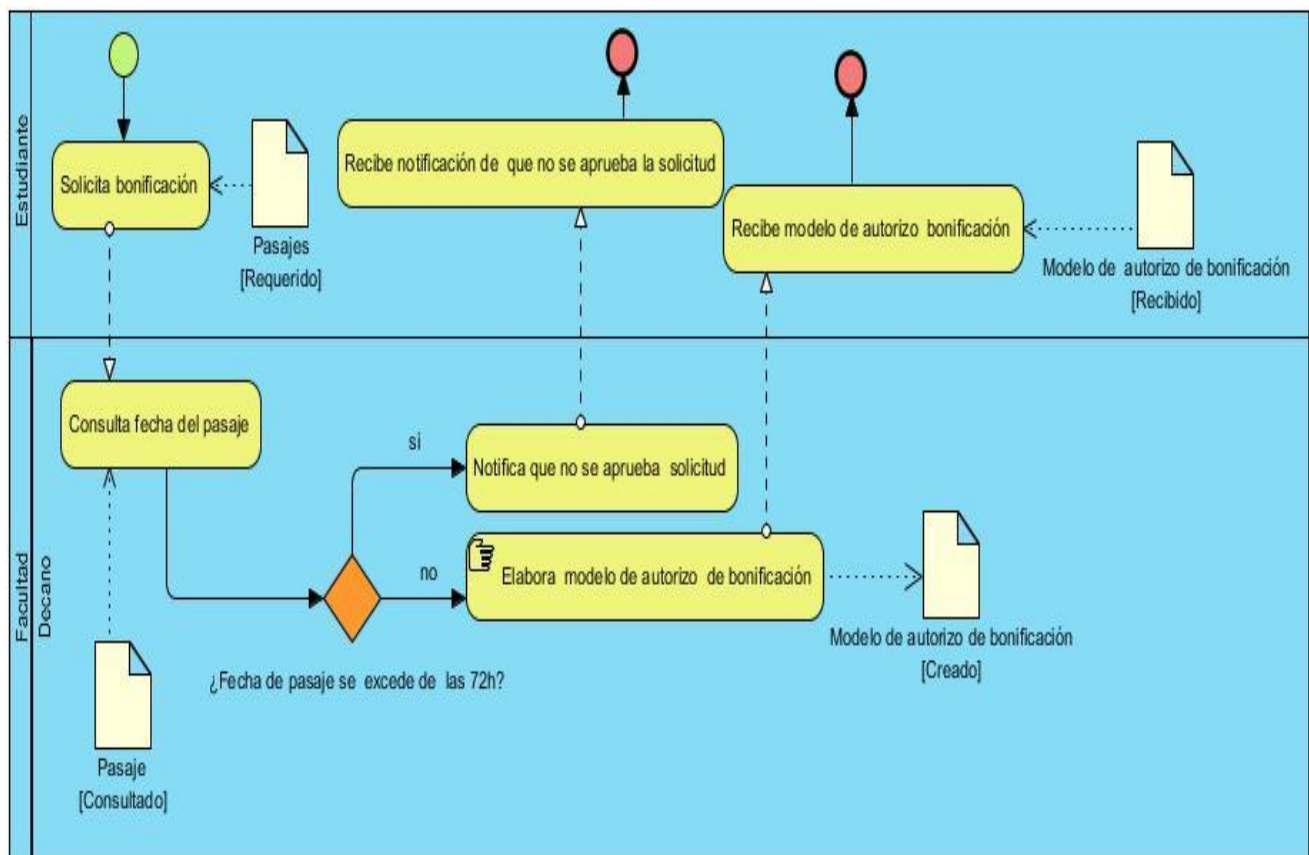 Estudiante
Solicita bonificación
Pasajes
[Requerido]
Recibe notificación de que no se aprueba la solicitud
Recibe modelo de autorizo bonificación
Modelo de autorizo de bonificación
[Recibido]
Facultad
Decano
Consulta fecha del pasaje
Pasaje
[Consultado]
¿Fecha de pasaje se excede de las 72h?
si
no
Notifica que no se aprueba solicitud
Elabora modelo de autorizo de bonificación
Modelo de autorizo de bonificación
[Creado]